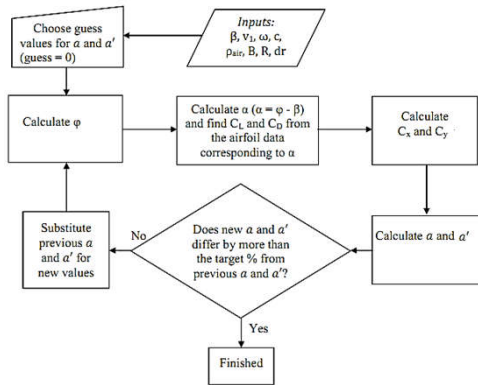 Choose guess
values for a and a'
(guess = 0)
Inputs:
β, v₁, ω, c,
ρair, B, R, dr
Calculate φ
Calculate α (α = φ - β)
and find CL and CD from
the airfoil data
corresponding to α
Calculate
Cx and Cy
Calculate a and a'
Does new a and a'
differ by more than
the target % from
previous a and a'?
No
Substitute
previous a
and a' for
new values
Yes
Finished